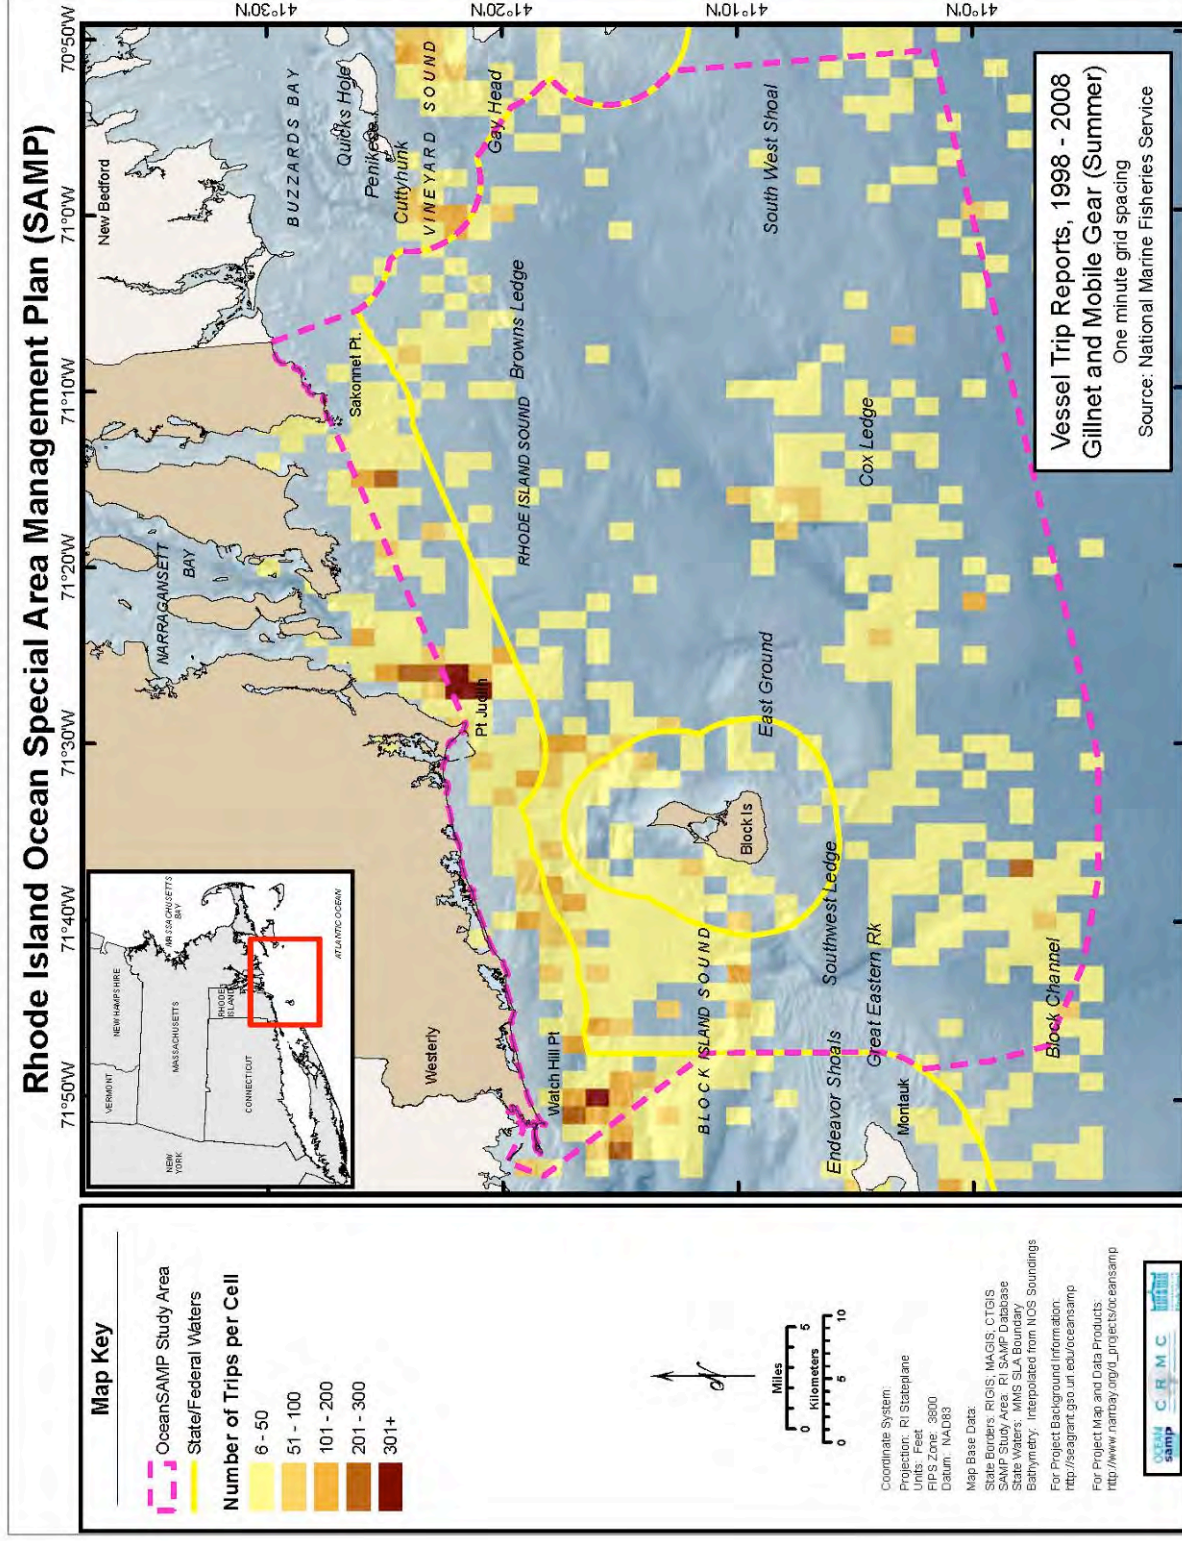 Rhode Island Ocean Special Area Management Plan (SAMP)
71°50'W
71°40'W
71°30'W
71°20'W
71°10'W
71°0'W
70°50'W
41°30'N
41°20'N
41°10'N
41°0'N
VERMONT
NEW HAMPSHIRE
MASSACHUSETTS
MASSACHUSETTS
BAY
NEW
YORK
CONNECTICUT
RHODE
ISLAND
ATLANTIC OCEAN
New Bedford
NARRAGANSETT
BAY
BUZZARDS BAY
Quicks Hole
Penikese
Cuttyhunk
VINEYARD SOUND
Gay Head
Sakonnet Pt.
Westerly
Watch Hill Pt
Pt Judith
RHODE ISLAND SOUND
Browns Ledge
BLOCK ISLAND SOUND
Block Is
East Ground
South West Shoal
Endeavor Shoals
Southwest Ledge
Cox Ledge
Great Eastern Rk
Montauk
Block Channel
Vessel Trip Reports, 1998 - 2008
Gillnet and Mobile Gear (Summer)
One minute grid spacing
Source: National Marine Fisheries Service
Map Key
OceanSAMP Study Area
State/Federal Waters
Number of Trips per Cell
6 - 50
51 - 100
101 - 200
201 - 300
301+
N
Miles
0 5
Kilometers
0 5 10
Coordinate System:
Projection: RI Stateplane
Units: Feet
FIPS Zone: 3800
Datum: NAD83
Map Base Data:
State Borders: RIGIS, MAGIS, CTGIS
SAMP Study Area: RI SAMP Database
State Waters: MMS SLA Boundary
Bathymetry: Interpolated from NOS Soundings
For Project Background Information:
http://seagrant.gso.uri.edu/oceansamp
For Project Map and Data Products:
http://www.narrbay.org/d_projects/oceansamp
OCEAN
samp
CRMC